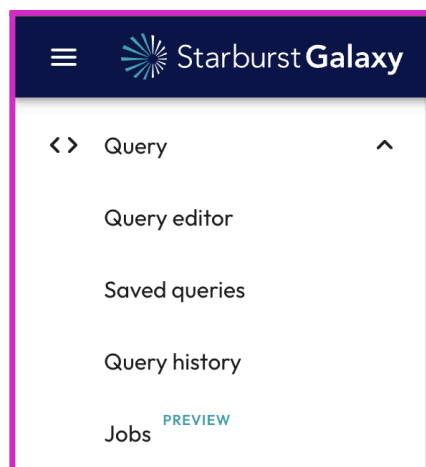 Starburst Galaxy
Query
Query editor
Saved queries
Query history
Jobs PREVIEW